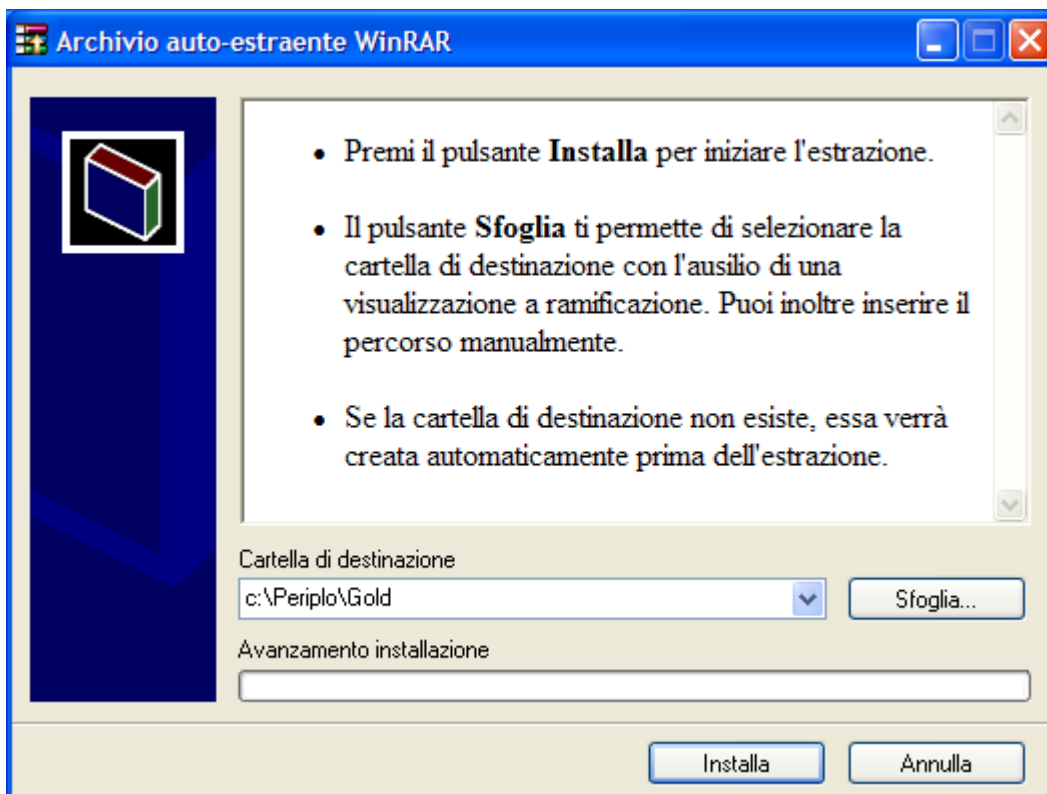 Archivio auto-estraente WinRAR
• Premi il pulsante Installa per iniziare l'estrazione.
• Il pulsante Sfoglia ti permette di selezionare la
cartella di destinazione con l'ausilio di una
visualizzazione a ramificazione. Puoi inoltre inserire il
percorso manualmente.
• Se la cartella di destinazione non esiste, essa verrà
creata automaticamente prima dell'estrazione.
Cartella di destinazione
c:\Periplo\Gold
Sfoglia...
Avanzamento installazione
Installa
Annulla